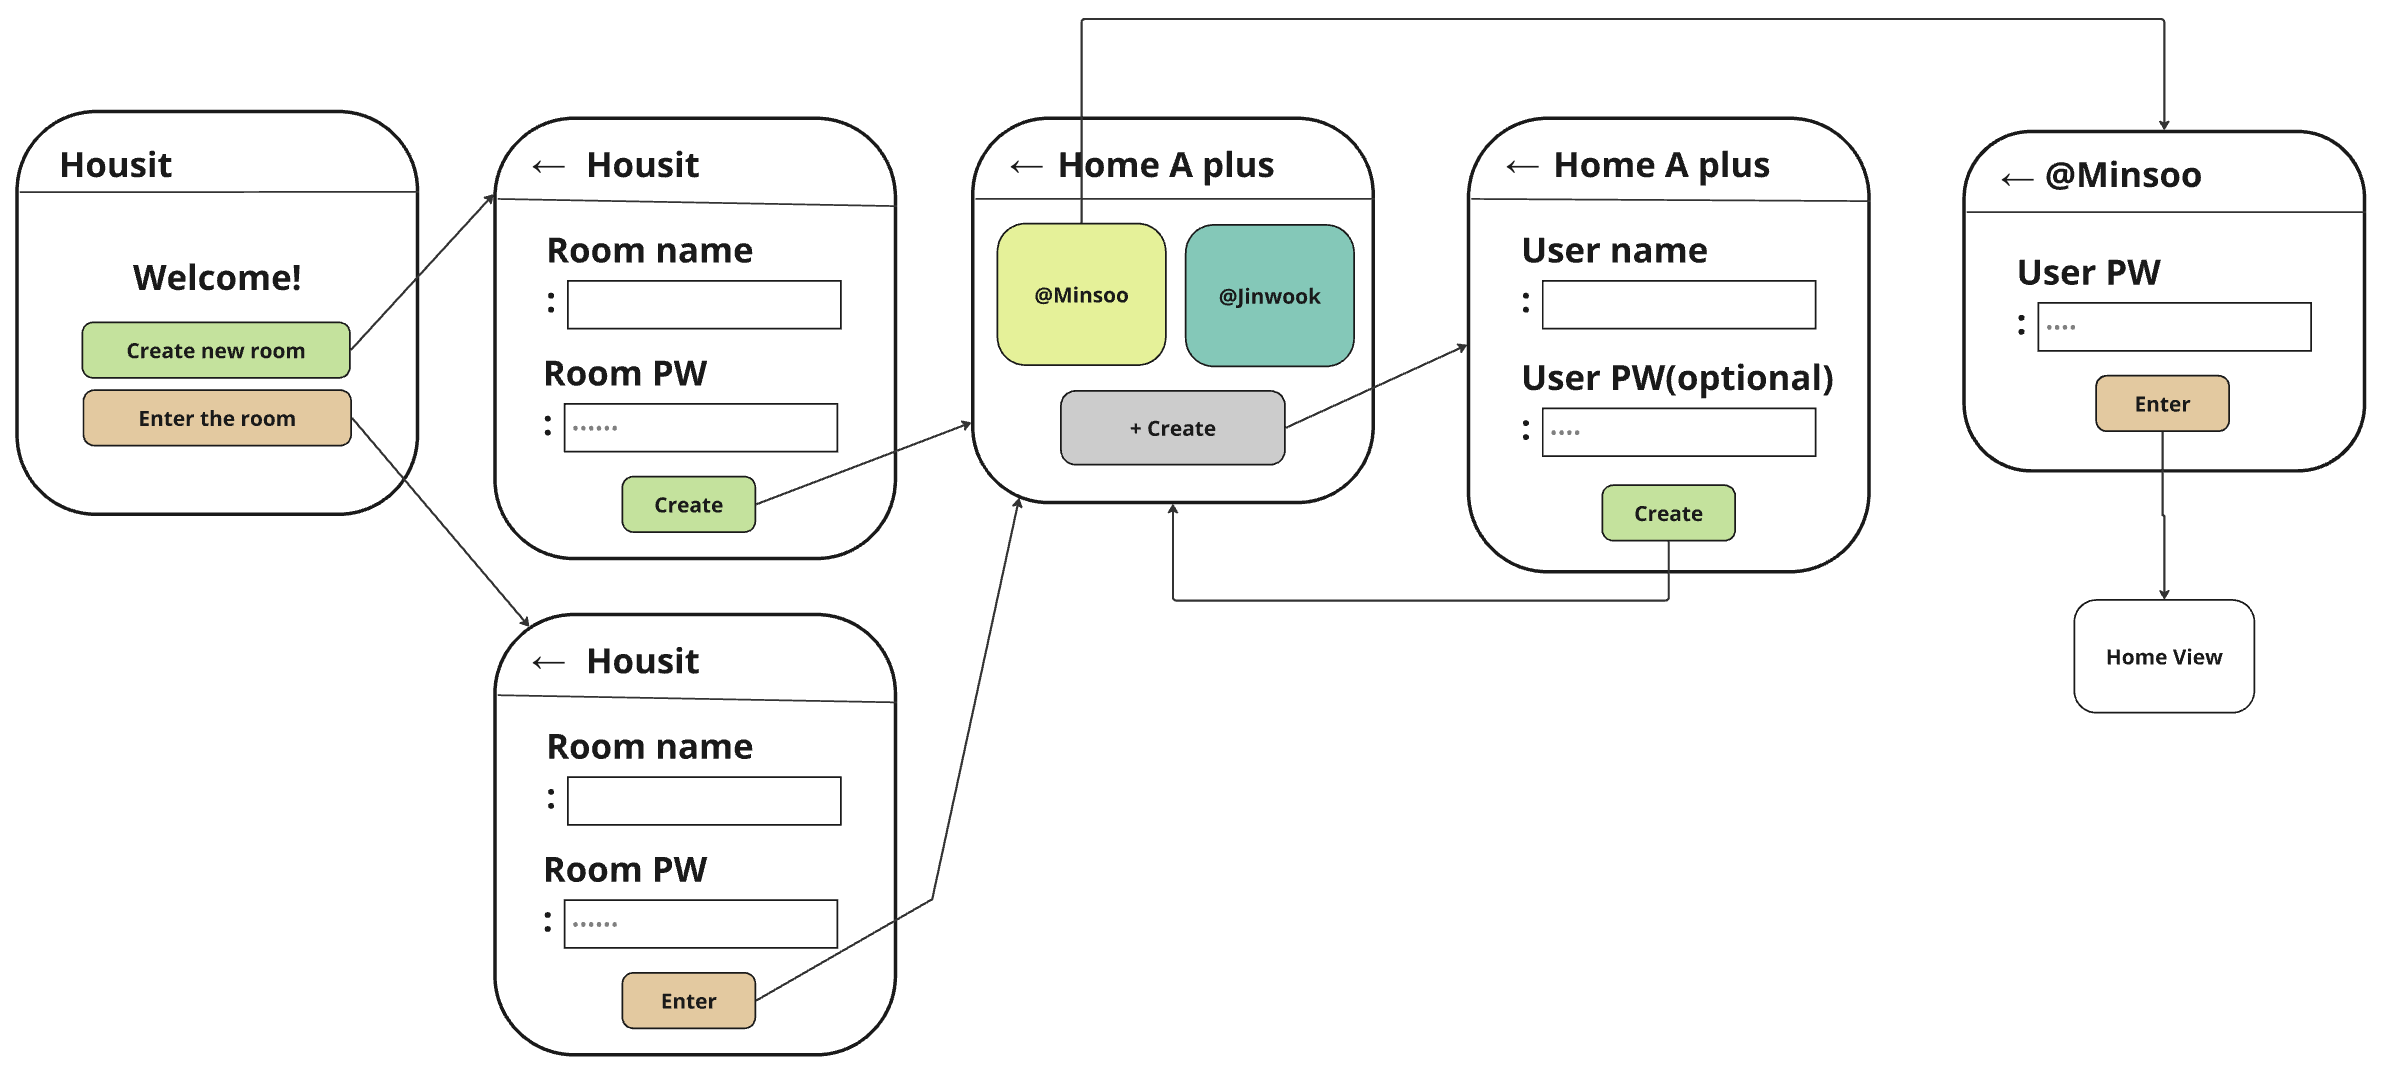 Housit
Welcome!
Create new room
Enter the room
← Housit
Room name
:
Room PW
: ••••••
Create
← Housit
Room name
:
Room PW
: ••••••
Enter
← Home A plus
@Minsoo
@Jinwook
+ Create
← Home A plus
User name
:
User PW(optional)
: ••••
Create
← @Minsoo
User PW
: ••••
Enter
Home View